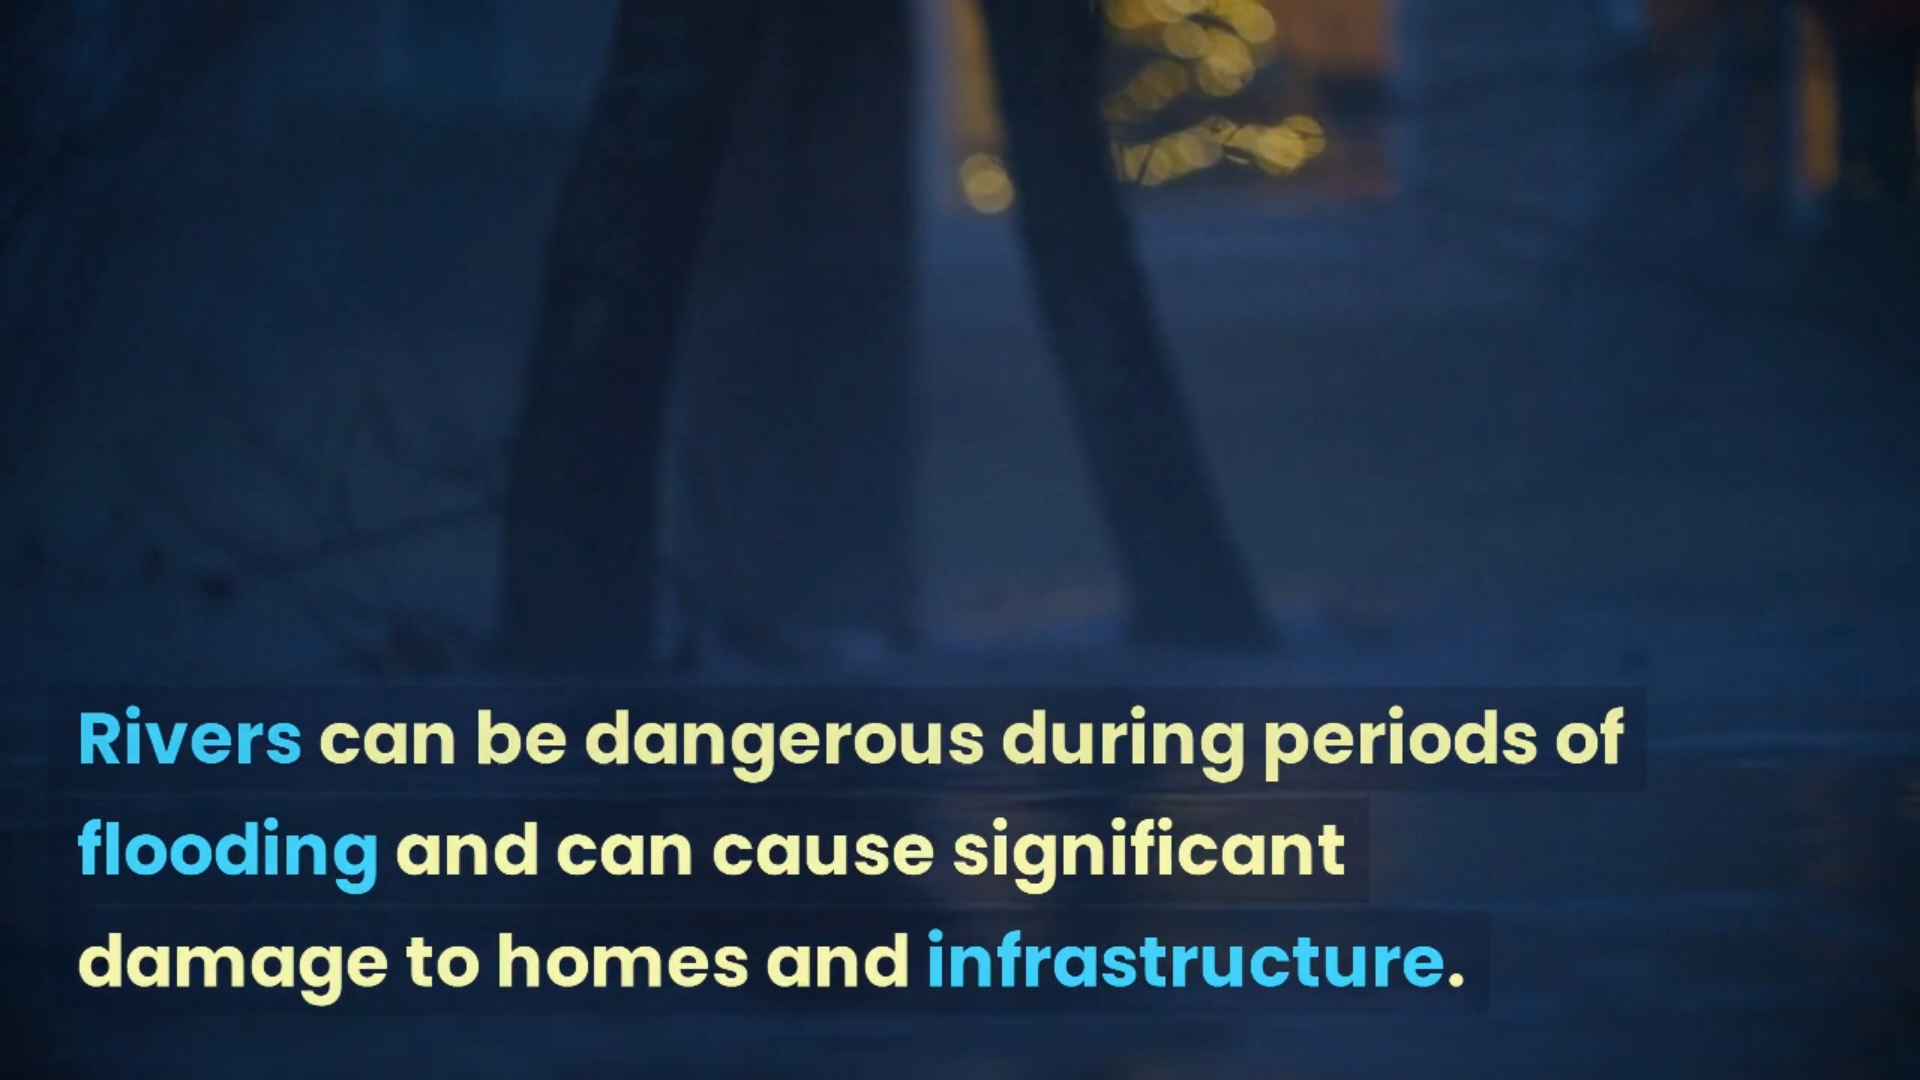 Rivers can be dangerous during periods of
flooding and can cause significant
damage to homes and infrastructure.